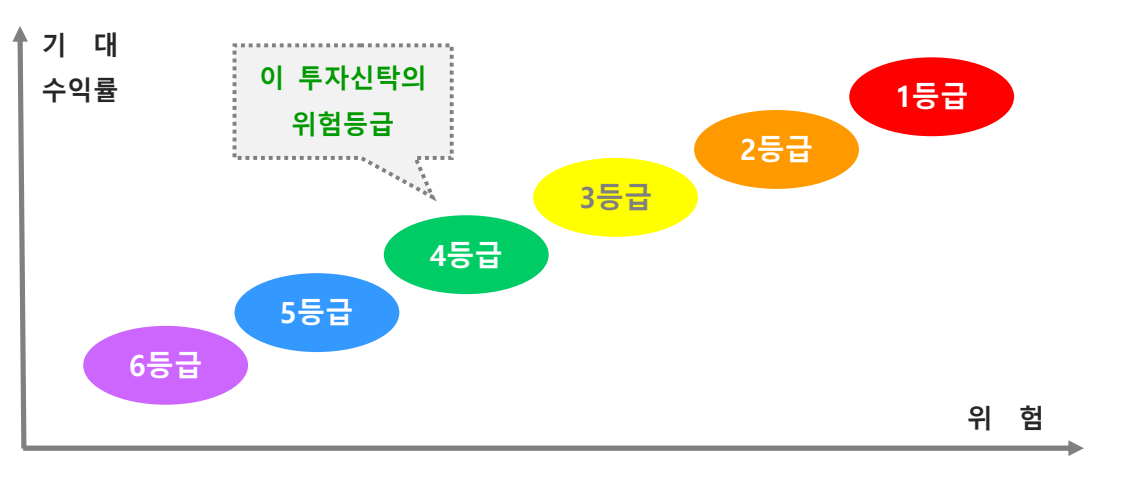 기 대
수익률
이 투자신탁의
위험등급
1등급
2등급
3등급
4등급
5등급
6등급
위 험